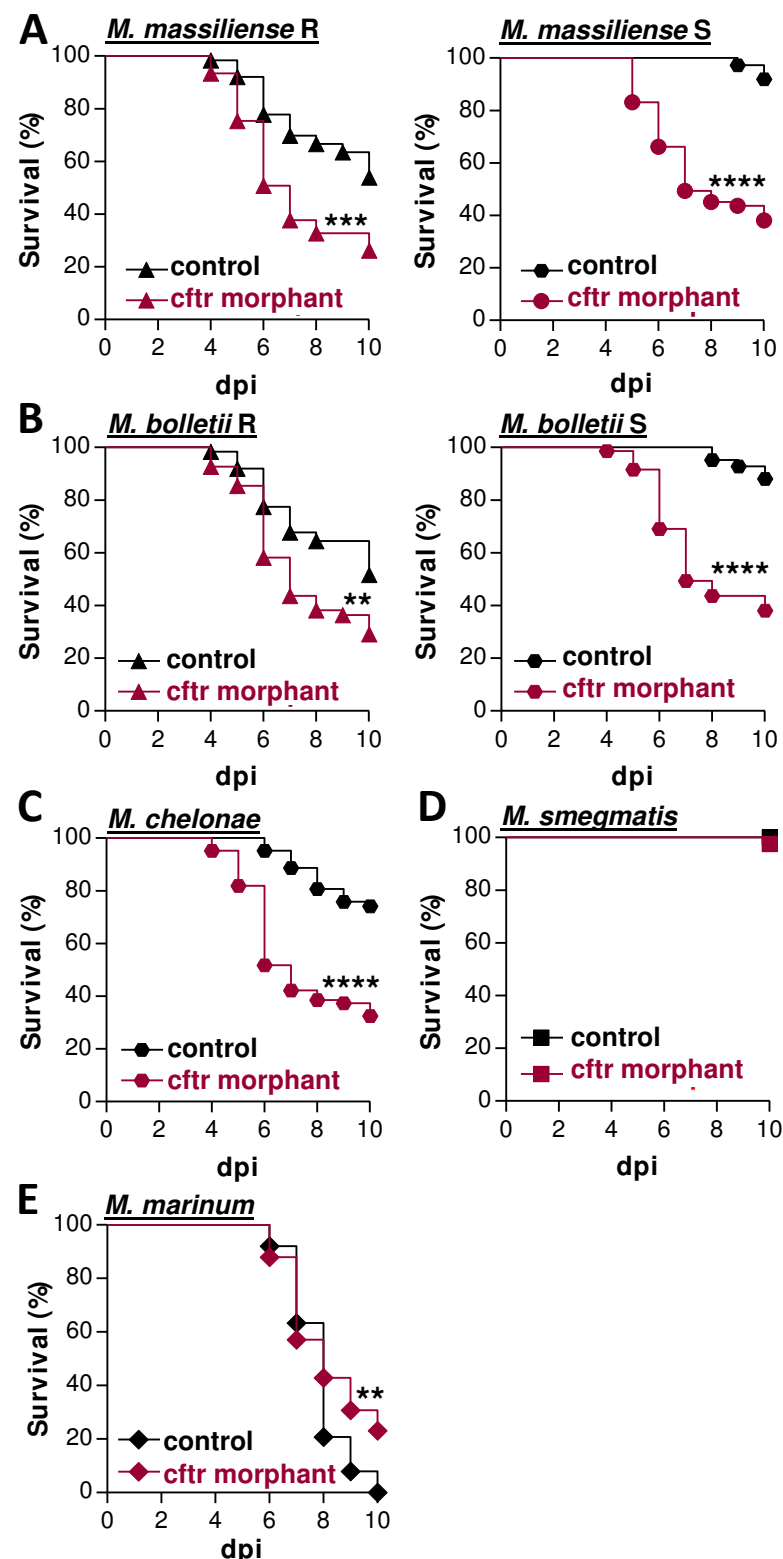 A
M. massiliense R
100
80
60
40
20
0
Survival (%)
***
control
cftr morphant
0 2 4 6 8 10
dpi
M. massiliense S
100
80
60
40
20
0
Survival (%)
****
control
cftr morphant
0 2 4 6 8 10
dpi
B
M. bolletii R
100
80
60
40
20
0
Survival (%)
**
control
cftr morphant
0 2 4 6 8 10
dpi
M. bolletii S
100
80
60
40
20
0
Survival (%)
****
control
cftr morphant
0 2 4 6 8 10
dpi
C
M. chelonae
100
80
60
40
20
0
Survival (%)
****
control
cftr morphant
0 2 4 6 8 10
dpi
D
M. smegmatis
100
80
60
40
20
0
Survival (%)
control
cftr morphant
0 2 4 6 8 10
dpi
E
M. marinum
100
80
60
40
20
0
Survival (%)
**
control
cftr morphant
0 2 4 6 8 10
dpi